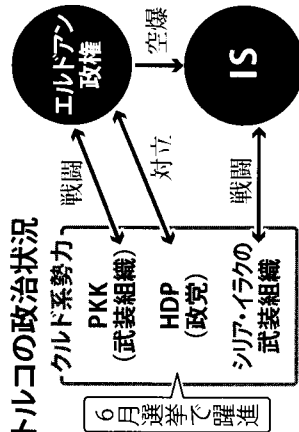 トルコの政治状況
エルドアン
政権
空爆
IS
戦闘
対立
戦闘
クルド系勢力
PKK
(武装組織)
HDP
(政党)
シリア・イラクの
武装組織
6月選挙で躍進